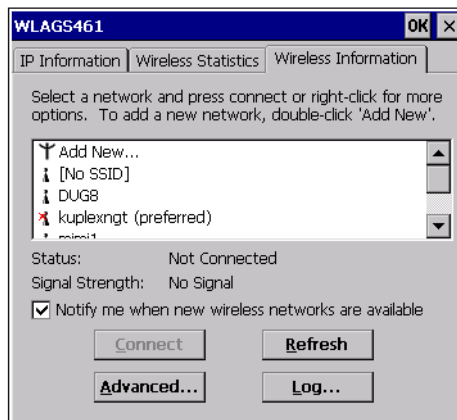 WLAGS461 OK ×
IP Information Wireless Statistics Wireless Information
Select a network and press connect or right-click for more
options. To add a new network, double-click 'Add New'.
Add New...
[No SSID]
DUG8
kuplexngt (preferred)
Status: Not Connected
Signal Strength: No Signal
Notify me when new wireless networks are available
Connect Refresh
Advanced... Log...